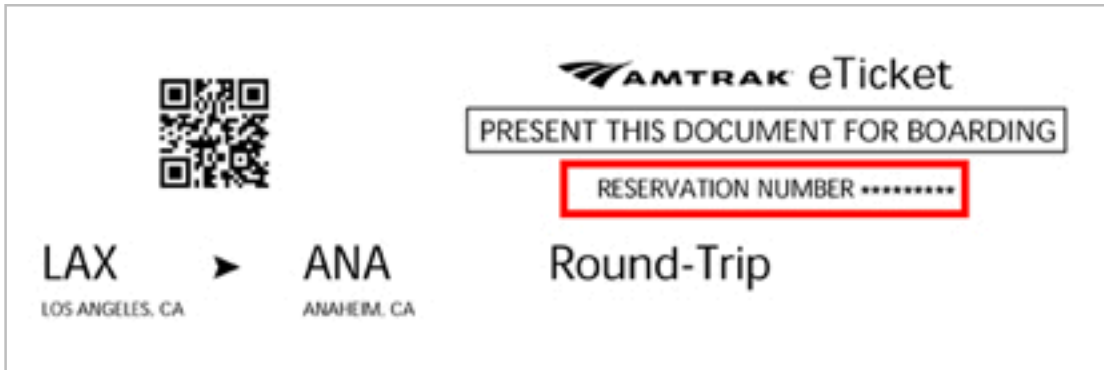 AMTRAK eTicket
PRESENT THIS DOCUMENT FOR BOARDING
RESERVATION NUMBER *********
LAX ➤ ANA Round-Trip
LOS ANGELES, CA ANAHEIM, CA